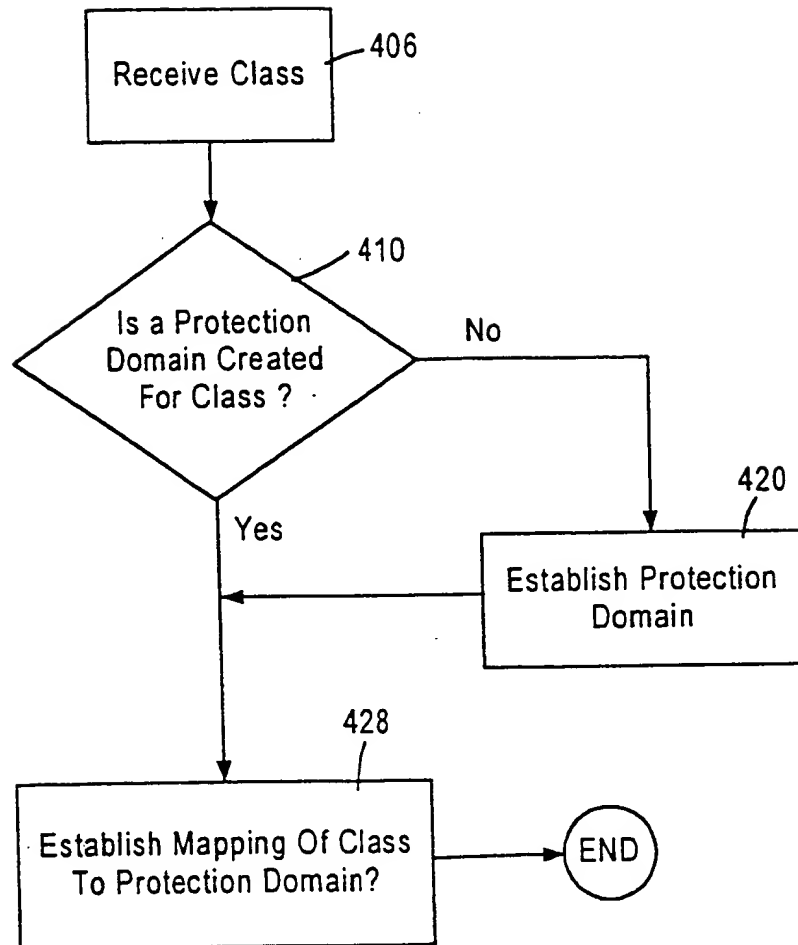 Receive Class
406
410
Is a Protection
Domain Created
For Class ?
No
Yes
420
Establish Protection
Domain
428
Establish Mapping Of Class
To Protection Domain?
END